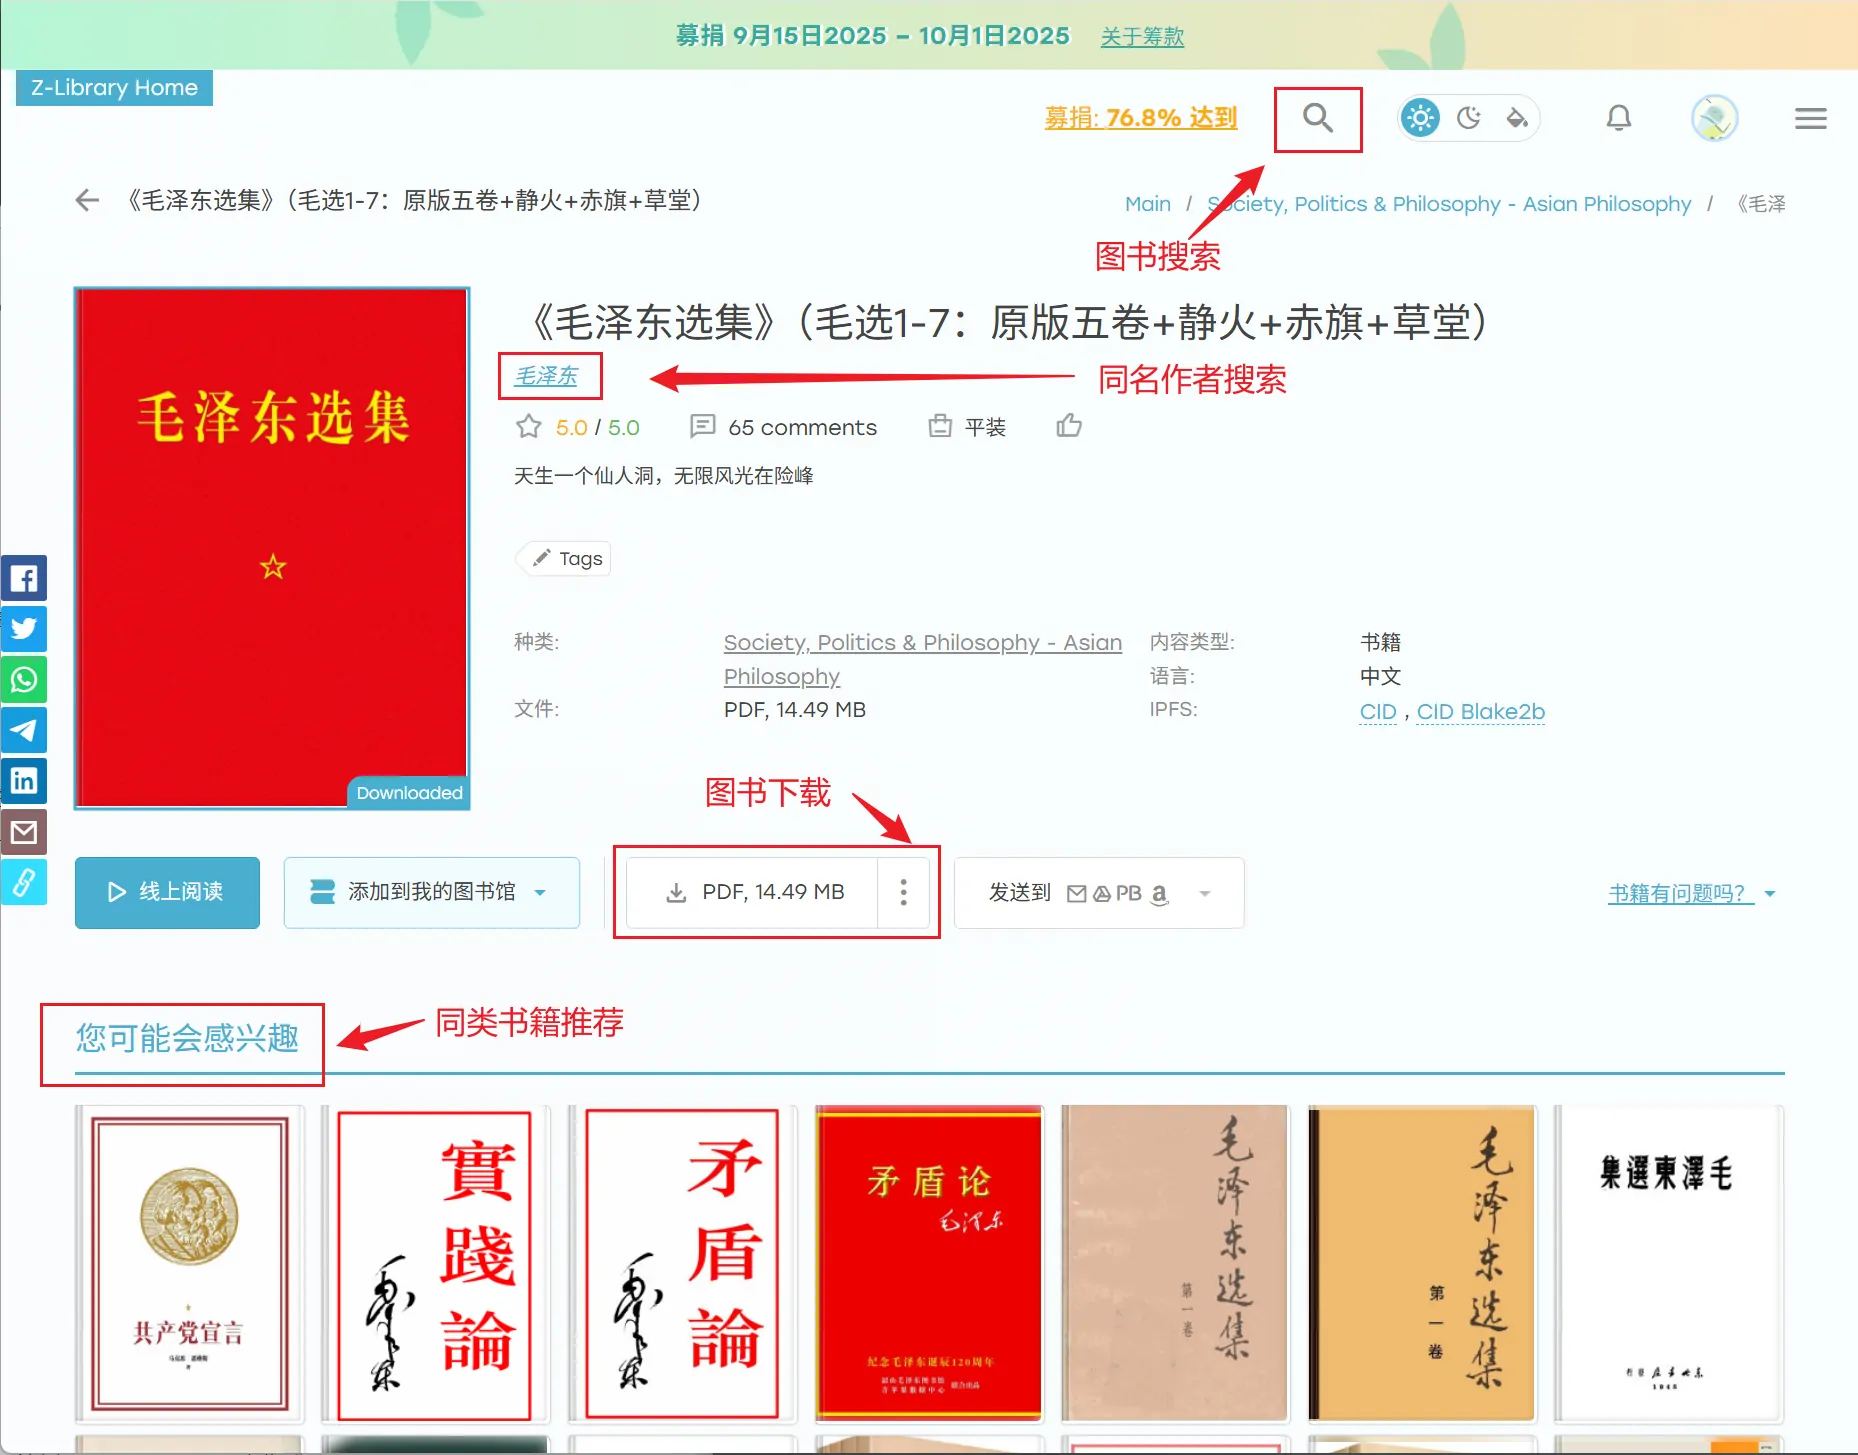 募捐 9月15日2025 – 10月1日2025 关于筹款
Z-Library Home
募捐: 76.8% 达到
《毛泽东选集》（毛选1-7：原版五卷+静火+赤旗+草堂）
Main / Society, Politics & Philosophy - Asian Philosophy / 《毛泽
图书搜索
《毛泽东选集》（毛选1-7：原版五卷+静火+赤旗+草堂）
毛泽东
同名作者搜索
5.0 / 5.0 65 comments 平装
天生一个仙人洞，无限风光在险峰
Tags
毛泽东选集
Downloaded
种类: Society, Politics & Philosophy - Asian Philosophy
内容类型: 书籍
语言: 中文
文件: PDF, 14.49 MB
IPFS: CID , CID Blake2b
图书下载
线上阅读
添加到我的图书馆
PDF, 14.49 MB
发送到 PB a
书籍有问题吗？
您可能会感兴趣
同类书籍推荐
共产党宣言
實踐論
矛盾論
矛盾论
毛泽东
纪念毛泽东诞辰120周年
毛泽东选集
第一卷
毛泽东选集
第一卷
集選東澤毛
1948